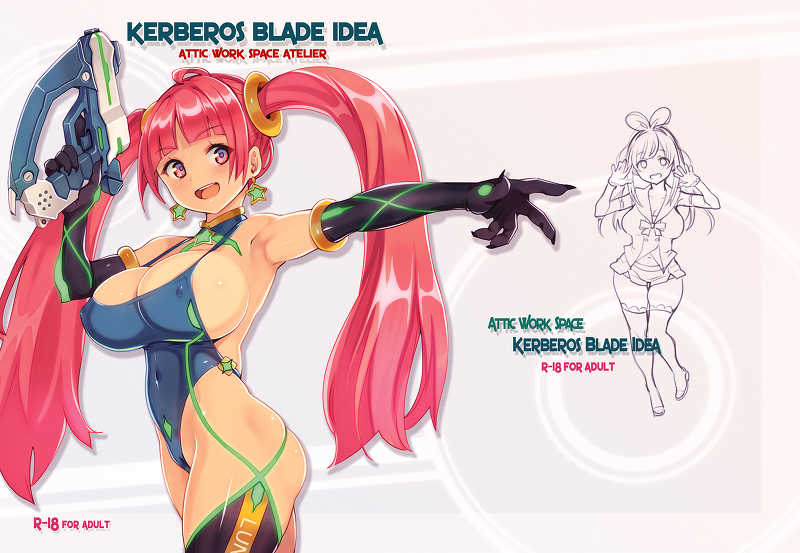 KERBEROS BLADE IDEA
ATTIC WORK SPACE ATELIER
ATTIC WORK SPACE
KERBEROS BLADE IDEA
R-18 FOR ADULT
R-18 FOR ADULT
LUN